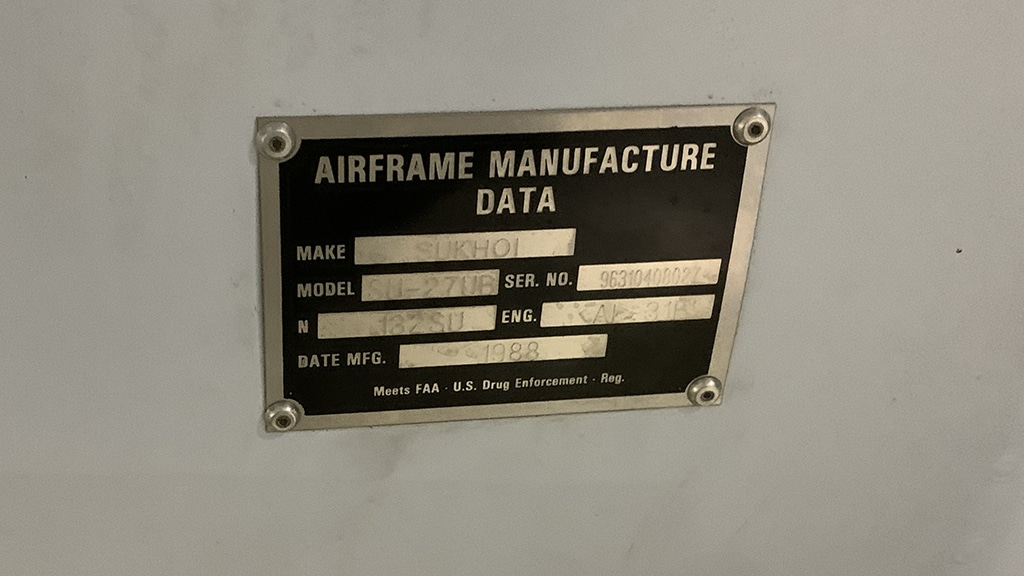 AIRFRAME MANUFACTURE
DATA
MAKE SUKHOI
MODEL SU-27UB SER. NO.
N 132SU ENG.
DATE MFG. 1988
Meets FAA · U.S. Drug Enforcement · Reg.